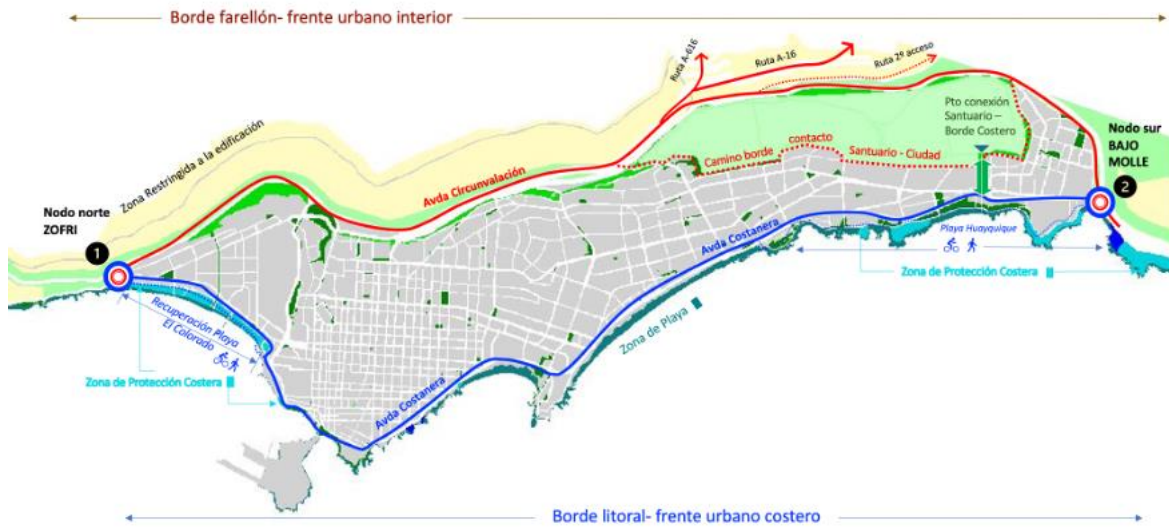 Borde farellón- frente urbano interior
Ruta A-616
Ruta A-16
Ruta 2º acceso
Zona Restringida a la edificación
Pto conexión
Santuario –
Borde Costero
Nodo sur
BAJO
MOLLE
2
Avda Circunvalación
Camino borde contacto Santuario - Ciudad
Nodo norte
ZOFRI
1
Avda Costanera
Playa Huayquique
Zona de Protección Costera
Recuperación Playa
El Colorado
Zona de Playa
Zona de Protección Costera
Avda Costanera
Borde litoral- frente urbano costero